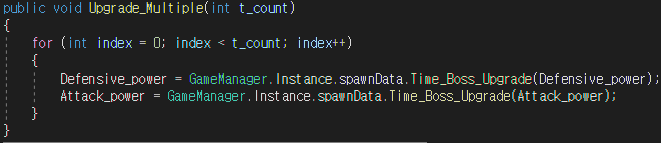 public void Upgrade_Multiple(int t_count)
{
for (int index = 0; index < t_count; index++)
{
Defensive_power = GameManager.Instance.spawnData.Time_Boss_Upgrade(Defensive_power);
Attack_power = GameManager.Instance.spawnData.Time_Boss_Upgrade(Attack_power);
}
}